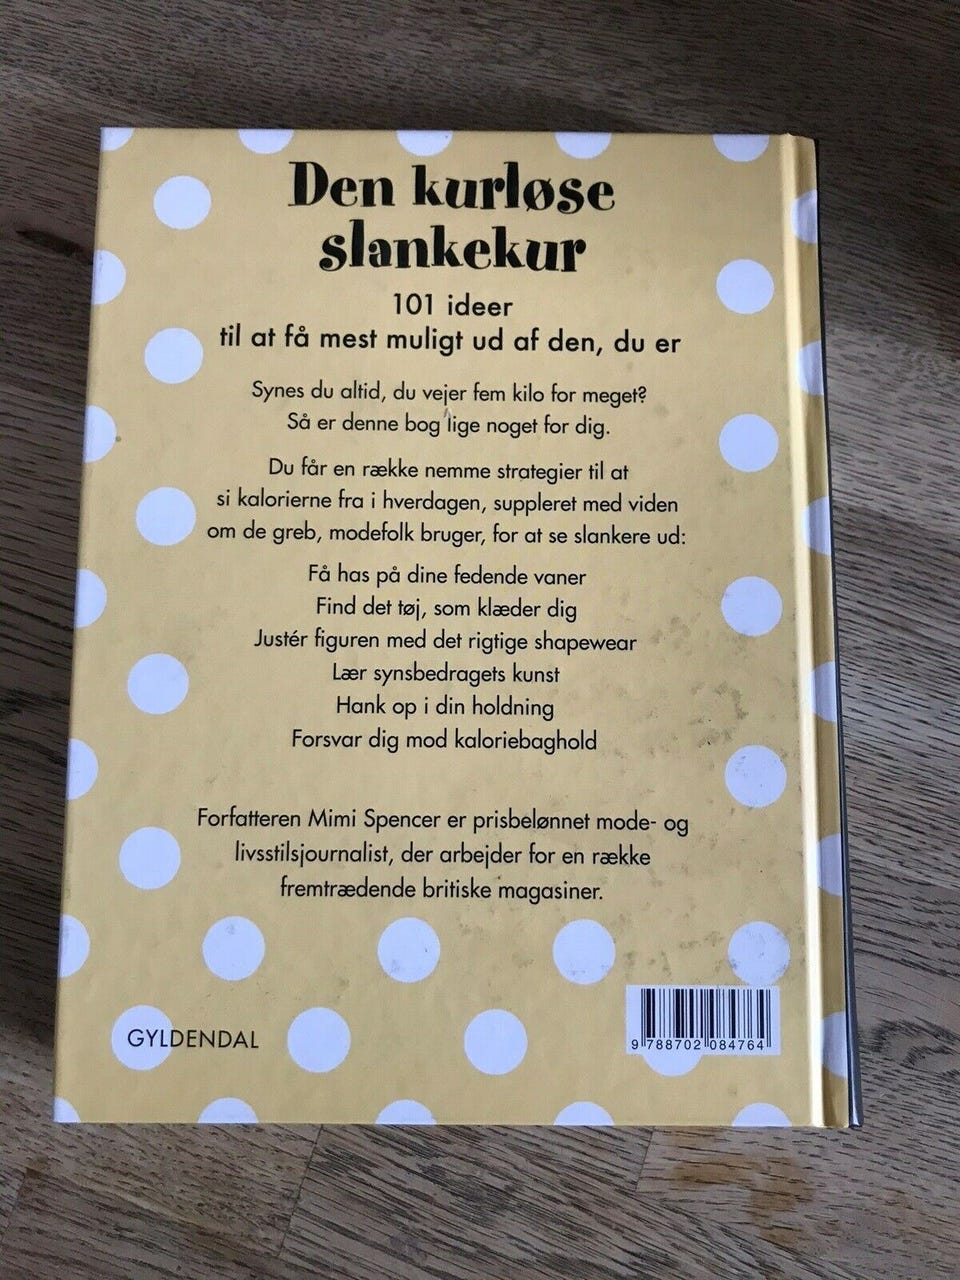 Den kurløse
slankekur
101 ideer
til at få mest muligt ud af den, du er
Synes du altid, du vejer fem kilo for meget?
Så er denne bog lige noget for dig.
Du får en række nemme strategier til at
si kalorierne fra i hverdagen, suppleret med viden
om de greb, modefolk bruger, for at se slankere ud:
Få has på dine fedende vaner
Find det tøj, som klæder dig
Justér figuren med det rigtige shapewear
Lær synsbedragets kunst
Hank op i din holdning
Forsvar dig mod kaloriebaghold
Forfatteren Mimi Spencer er prisbelønnet mode- og
livsstilsjournalist, der arbejder for en række
fremtrædende britiske magasiner.
GYLDENDAL
9 788702 084764